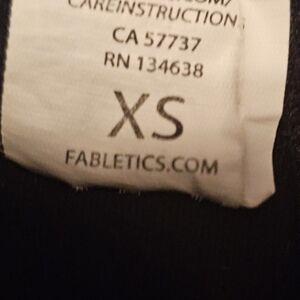 CAREINSTRUCTION
CA 57737
RN 134638
XS
FABLETICS.COM